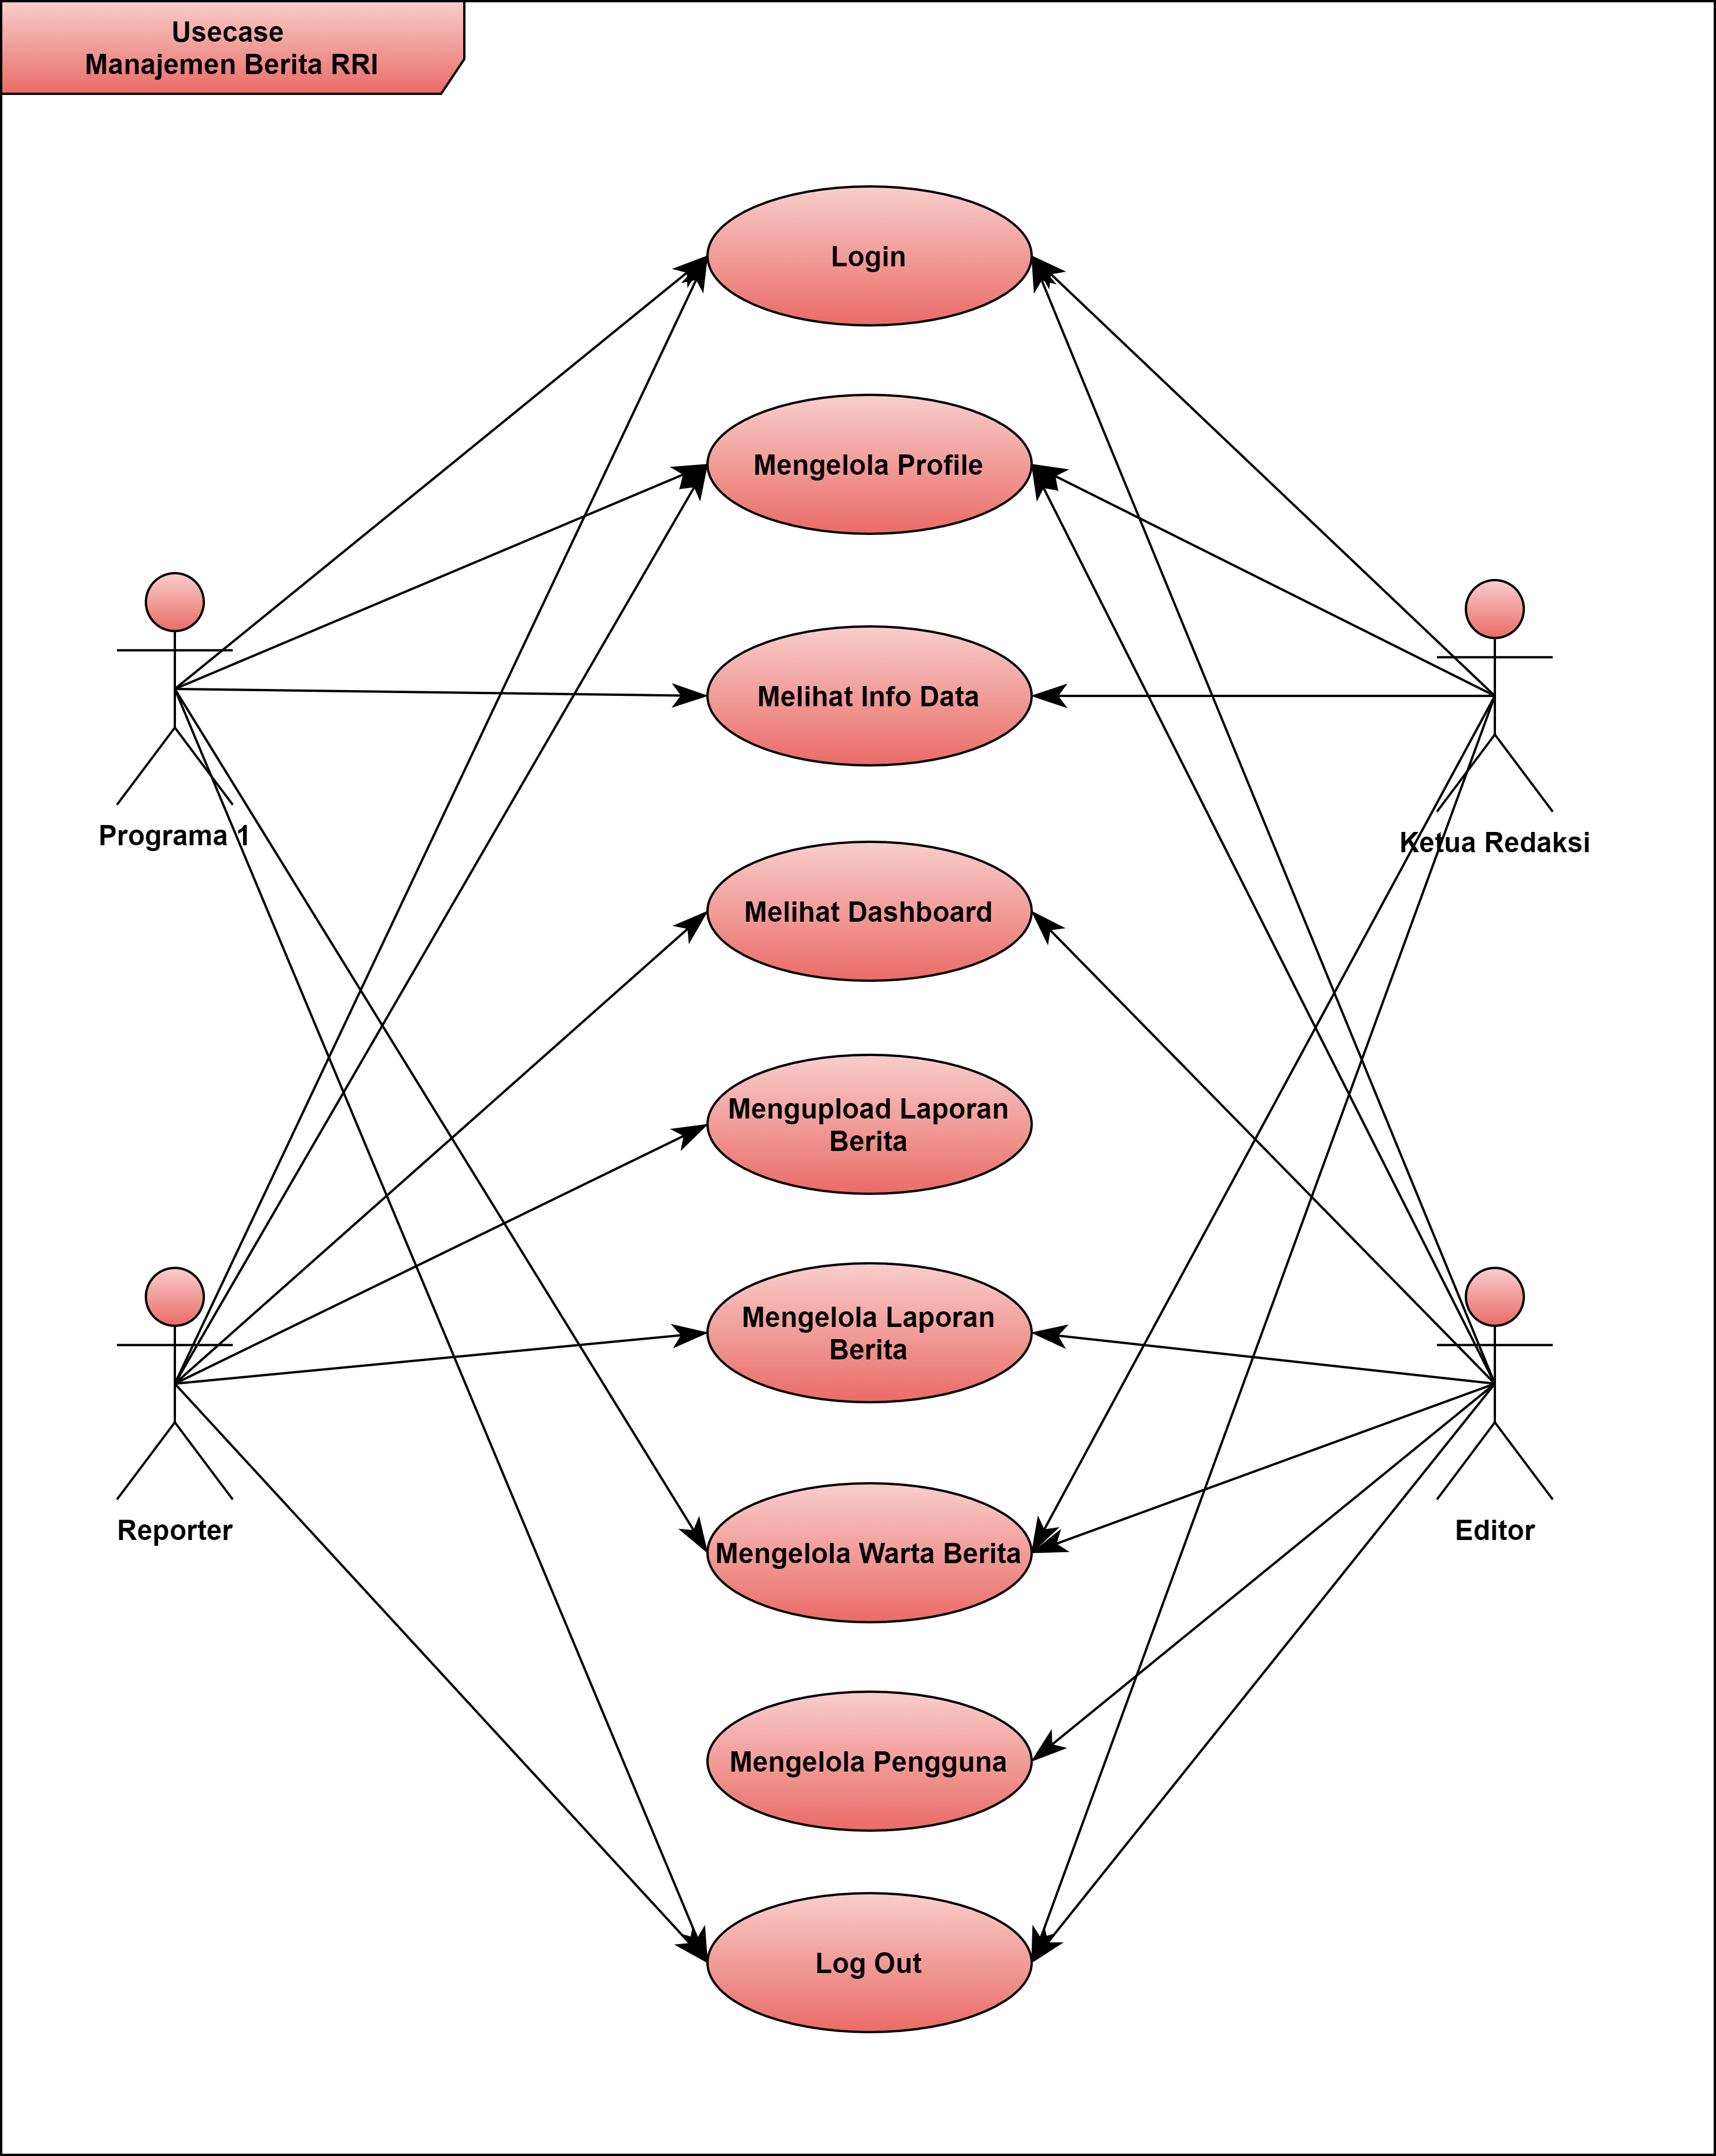 Usecase
Manajemen Berita RRI
Login
Mengelola Profile
Melihat Info Data
Programa 1
Ketua Redaksi
Melihat Dashboard
Mengupload Laporan
Berita
Mengelola Laporan
Berita
Reporter
Editor
Mengelola Warta Berita
Mengelola Pengguna
Log Out